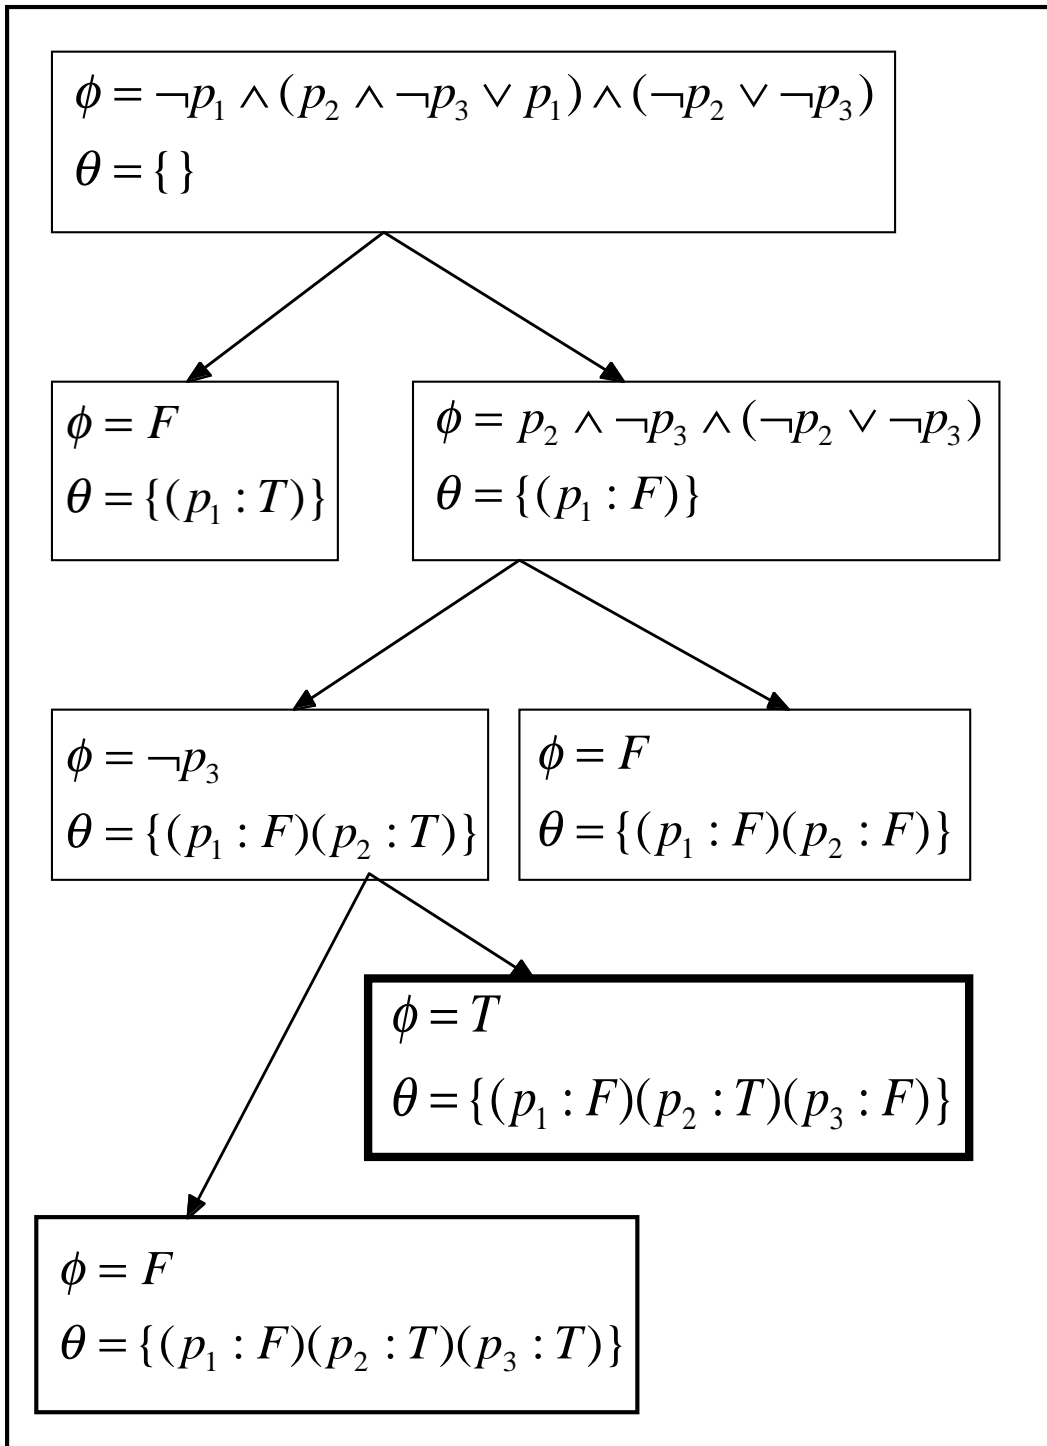 ϕ = ¬p₁ ∧ (p₂ ∧ ¬p₃ ∨ p₁) ∧ (¬p₂ ∨ ¬p₃)
θ = { }
ϕ = F
θ = {(p₁ : T)}
ϕ = p₂ ∧ ¬p₃ ∧ (¬p₂ ∨ ¬p₃)
θ = {(p₁ : F)}
ϕ = ¬p₃
θ = {(p₁ : F)(p₂ : T)}
ϕ = F
θ = {(p₁ : F)(p₂ : F)}
ϕ = T
θ = {(p₁ : F)(p₂ : T)(p₃ : F)}
ϕ = F
θ = {(p₁ : F)(p₂ : T)(p₃ : T)}